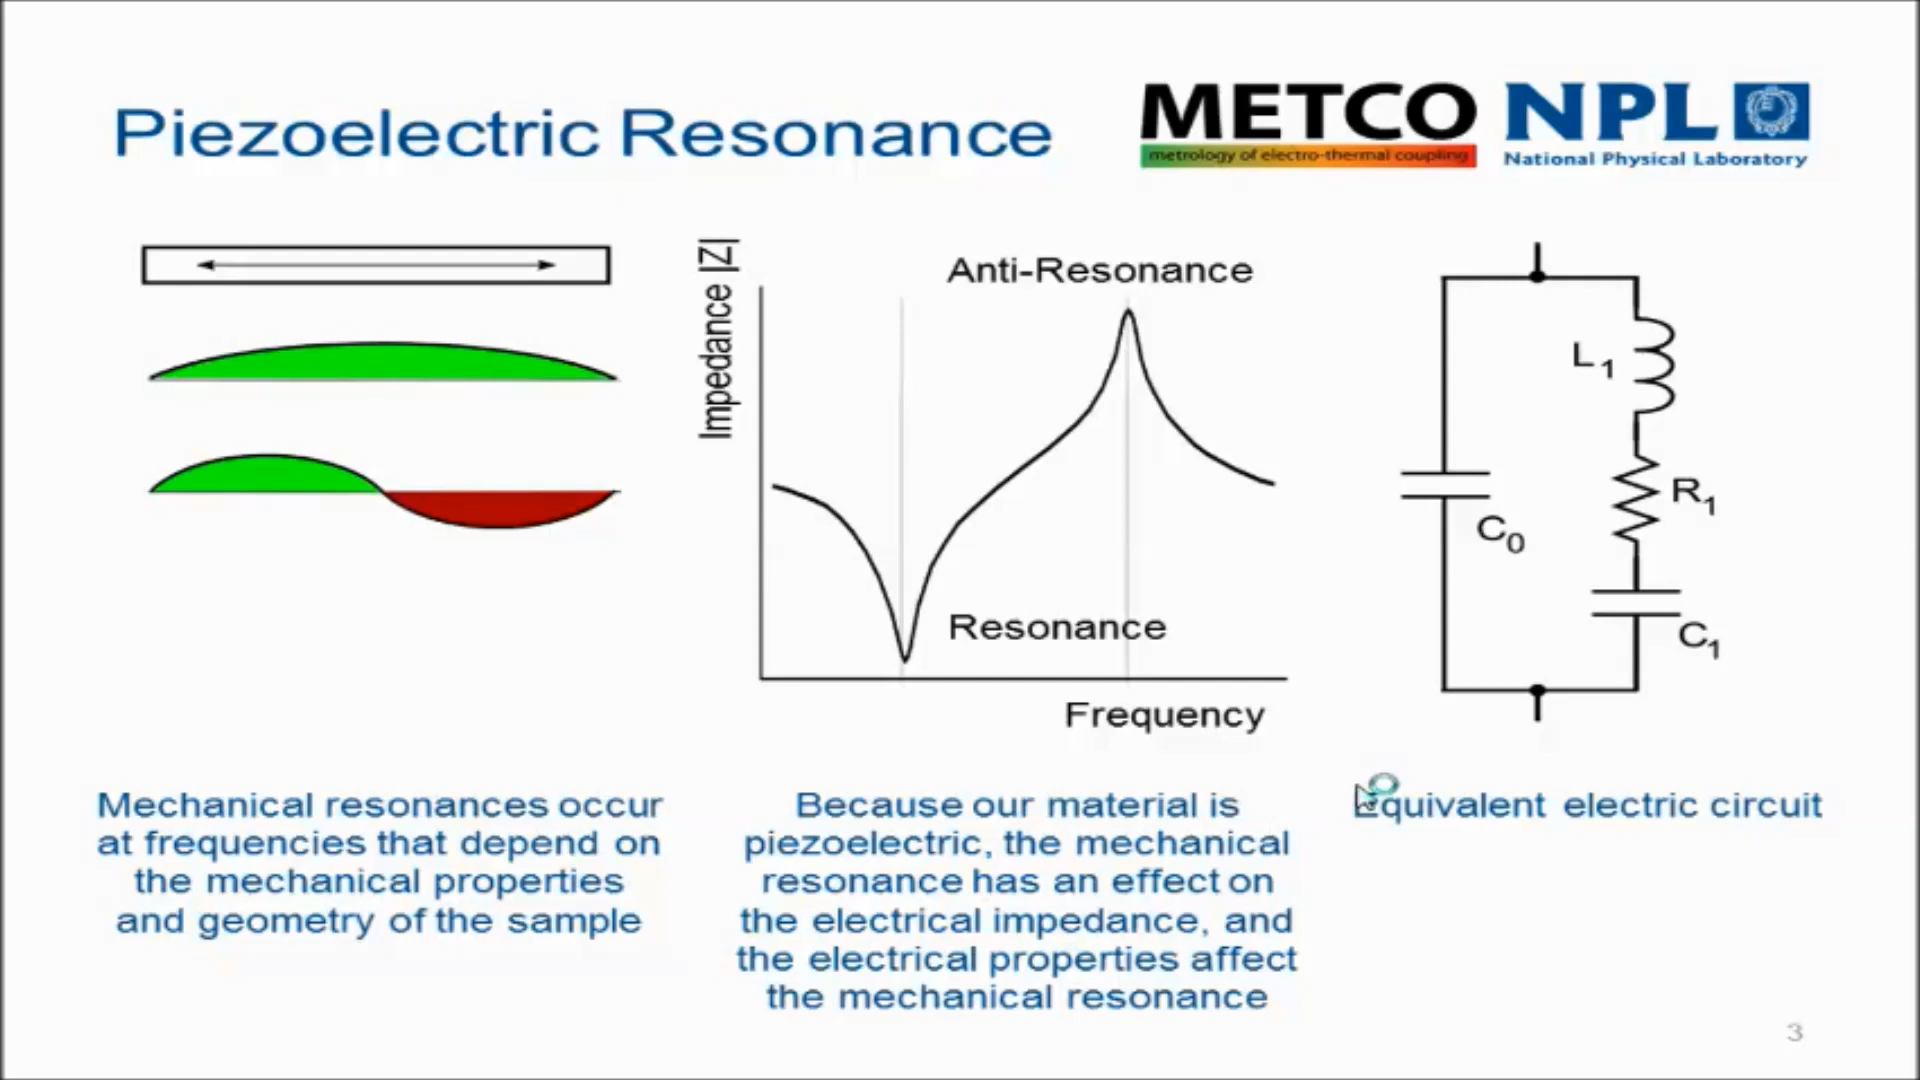 Piezoelectric Resonance
METCO
metrology of electro-thermal coupling
NPL
National Physical Laboratory
Impedance |Z|
Anti-Resonance
Resonance
Frequency
L1
R1
C0
C1
Mechanical resonances occur
at frequencies that depend on
the mechanical properties
and geometry of the sample
Because our material is
piezoelectric, the mechanical
resonance has an effect on
the electrical impedance, and
the electrical properties affect
the mechanical resonance
Equivalent electric circuit
3